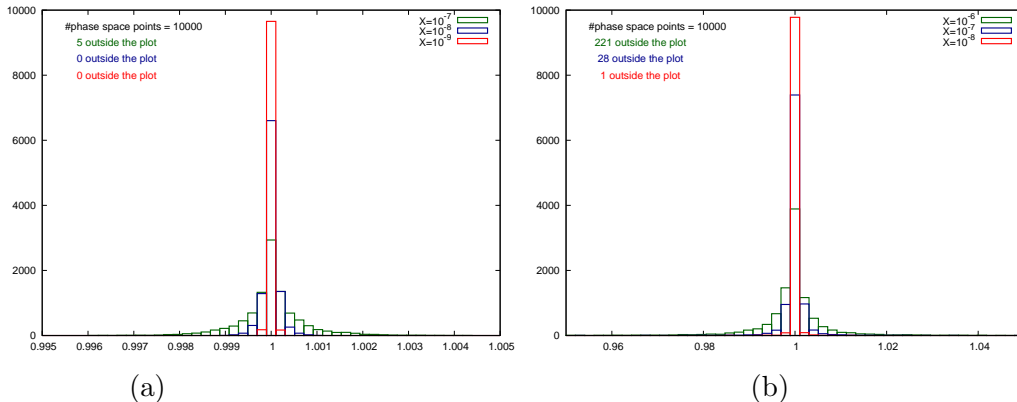 10000
8000
6000
4000
2000
0
#phase space points = 10000
5 outside the plot
0 outside the plot
0 outside the plot
X=10^-7
X=10^-8
X=10^-9
0.995 0.996 0.997 0.998 0.999 1 1.001 1.002 1.003 1.004 1.005
(a)
10000
8000
6000
4000
2000
0
#phase space points = 10000
221 outside the plot
28 outside the plot
1 outside the plot
X=10^-6
X=10^-7
X=10^-8
0.96 0.98 1 1.02 1.04
(b)